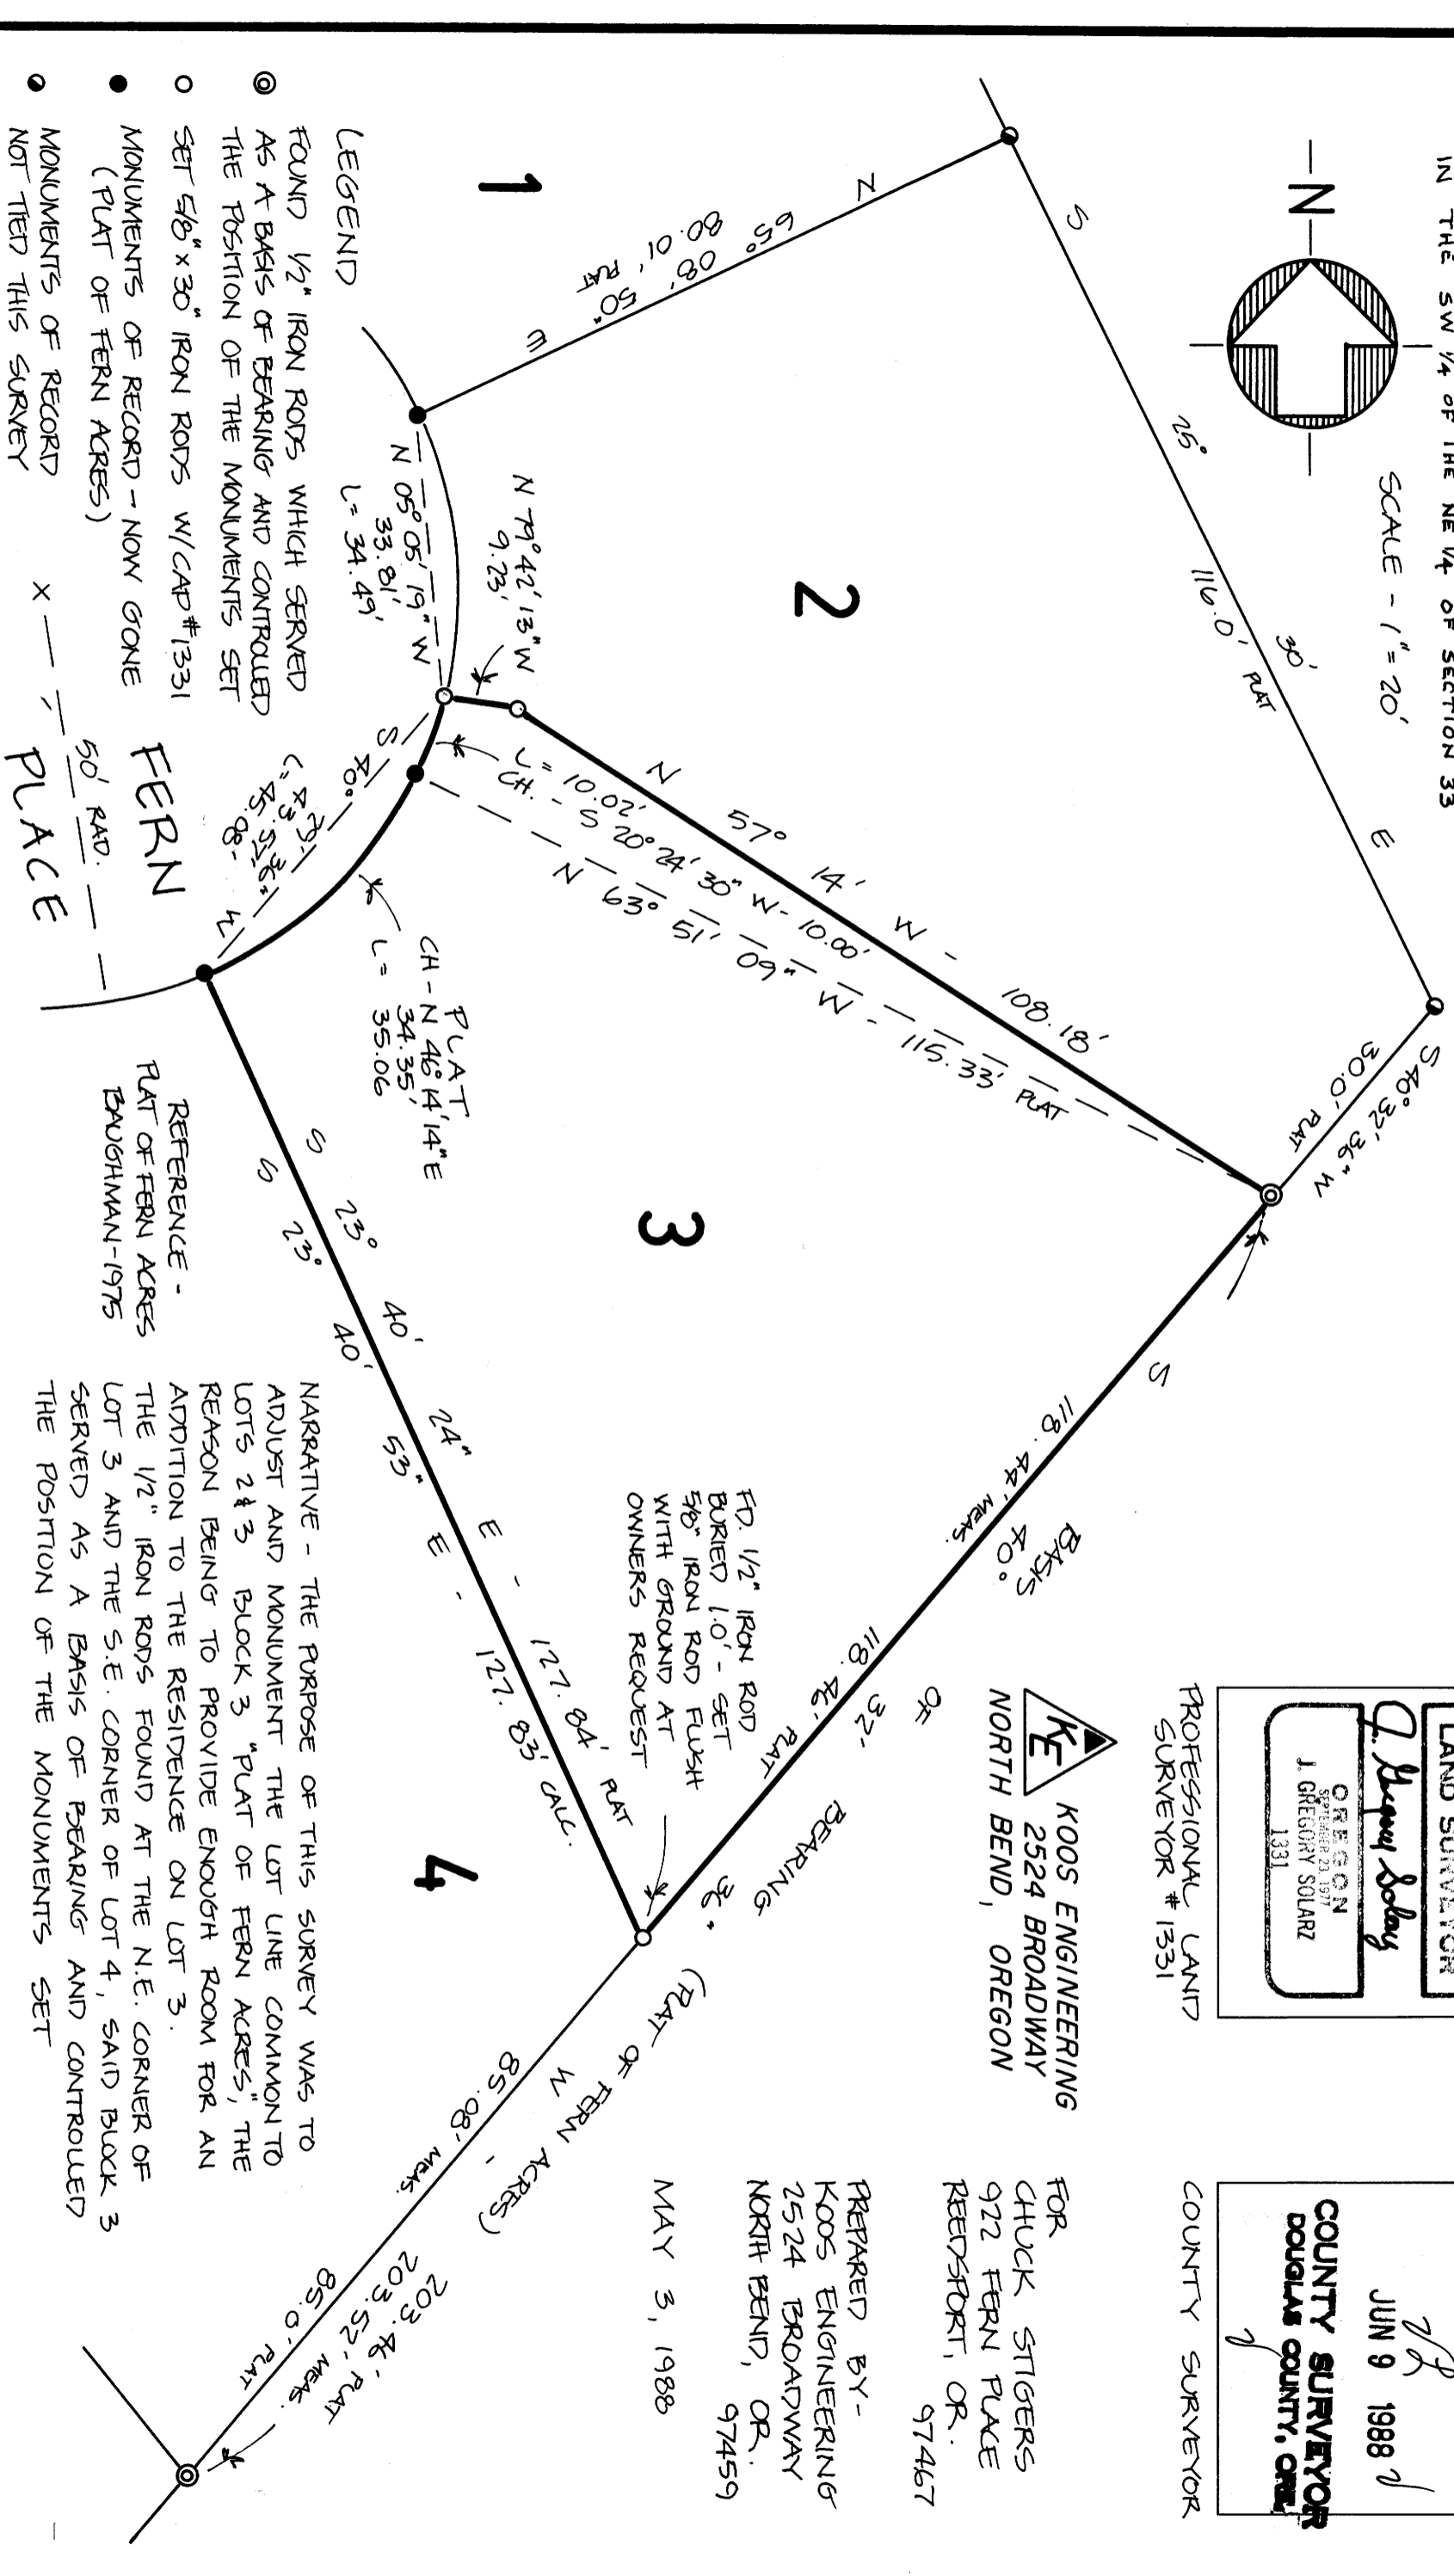 IN THE SW 1/4 OF THE NE 1/4 OF SECTION 33
SCALE - 1" = 20'
N
LAND SURVEYOR
OREGON
SEPTEMBER 23, 1977
J. GREGORY SOLARZ
1331
PROFESSIONAL LAND
SURVEYOR #1331
JUN 9 1988
COUNTY SURVEYOR
DOUGLAS COUNTY, ORE.
COUNTY SURVEYOR
KE
KOOS ENGINEERING
2524 BROADWAY
NORTH BEND, OREGON
FOR
CHUCK STIGERS
922 FERN PLACE
REEDSPORT, OR.
97467
PREPARED BY-
KOOS ENGINEERING
2524 BROADWAY
NORTH BEND, OR.
97459
MAY 3, 1988
S 25° 30' E
116.0' PLAT
S 40° 32' 36" W
30.0' PLAT
BASIS OF BEARING (PLAT OF FERN ACRES)
S 40° 32' 36" W -
118.44' MEAS.
118.46' PLAT
85.08' MEAS.
85.0' PLAT
203.46' PLAT
203.52' MEAS.
N 65° 08' 50" E
80.01' PLAT
1
2
3
4
N 79° 42' 13" W
9.23'
N 05° 05' 19" W
33.81'
L = 34.49'
N 57° 14' W - 108.18'
L = 10.02'
CH. - S 20° 24' 30" W - 10.00'
N 63° 51' 09" W - 115.33' PLAT
PLAT
CH - N 46° 14' 14" E
34.35'
L = 35.06
FD. 1/2" IRON ROD
BURIED 1.0' - SET
5/8" IRON ROD FLUSH
WITH GROUND AT
OWNERS REQUEST
S 23° 40' 24" E - 127.84' PLAT
S 23° 40' 53" E - 127.83' CALC.
FERN
PLACE
50' RAD.
REFERENCE -
PLAT OF FERN ACRES
BAUGHMAN-1975
LEGEND
FOUND 1/2" IRON RODS WHICH SERVED
AS A BASIS OF BEARING AND CONTROLLED
THE POSITION OF THE MONUMENTS SET
SET 5/8" x 30" IRON RODS W/CAP #1331
MONUMENTS OF RECORD - NOW GONE
(PLAT OF FERN ACRES)
MONUMENTS OF RECORD
NOT TIED THIS SURVEY
NARRATIVE - THE PURPOSE OF THIS SURVEY WAS TO
ADJUST AND MONUMENT THE LOT LINE COMMON TO
LOTS 2 & 3 BLOCK 3 "PLAT OF FERN ACRES", THE
REASON BEING TO PROVIDE ENOUGH ROOM FOR AN
ADDITION TO THE RESIDENCE ON LOT 3.
THE 1/2" IRON RODS FOUND AT THE N.E. CORNER OF
LOT 3 AND THE S.E. CORNER OF LOT 4, SAID BLOCK 3
SERVED AS A BASIS OF BEARING AND CONTROLLED
THE POSITION OF THE MONUMENTS SET